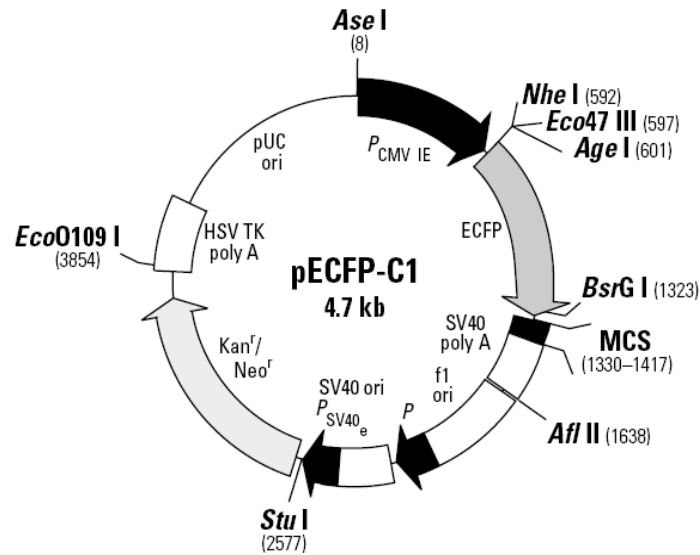 Ase I
(8)
Nhe I (592)
Eco47 III (597)
Age I (601)
pUC
ori
PCMV IE
ECFP
EcoO109 I
(3854)
HSV TK
poly A
pECFP-C1
4.7 kb
BsrG I (1323)
MCS
(1330–1417)
SV40
poly A
f1
ori
Kanr/
Neor
SV40 ori
PSV40e
P
Afl II (1638)
Stu I
(2577)